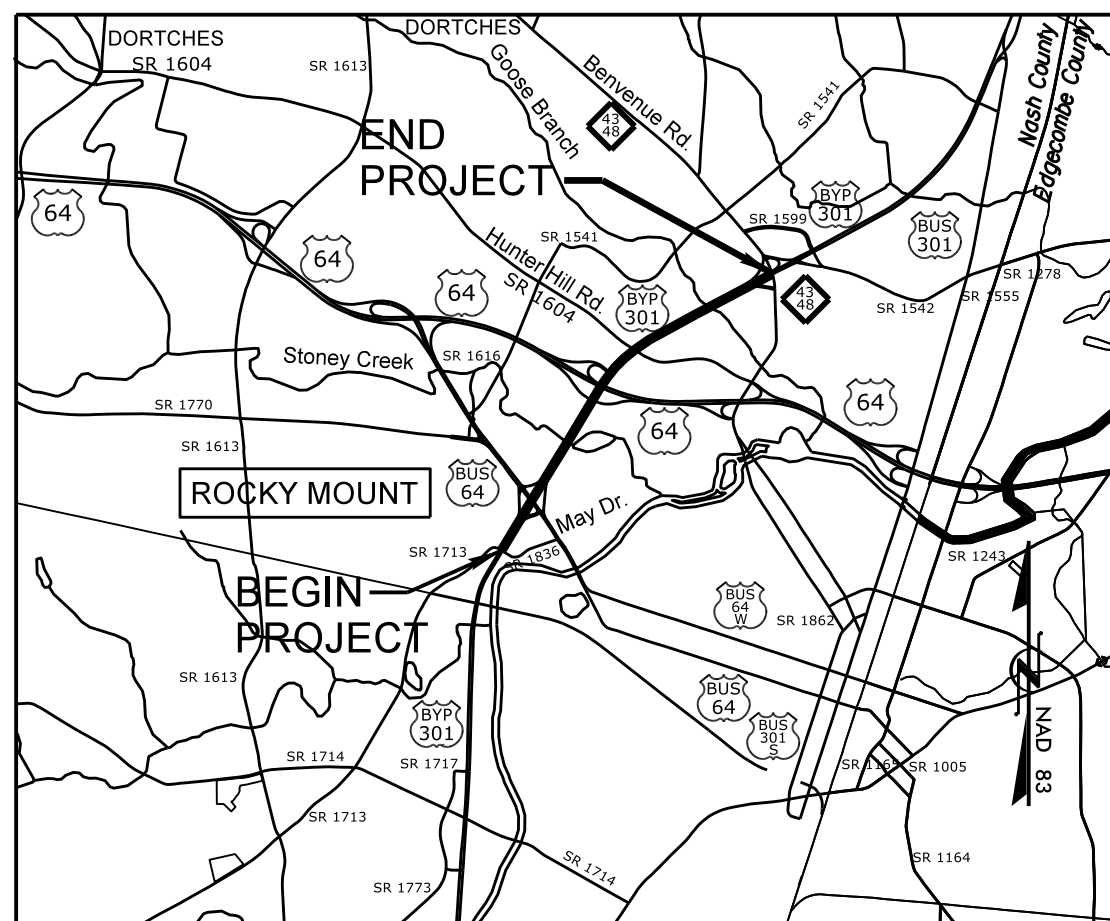 DORTCHES
SR 1604
SR 1613
DORTCHES
Goose Branch
Benvenue Rd.
43
48
SR 1541
Nash County
Edgecombe County
END
PROJECT
64
BYP
301
BUS
301
SR 1599
64
Hunter Hill Rd.
SR 1604
SR 1541
64
BYP
301
43
48
SR 1542
SR 1278
SR 1555
Stoney Creek
SR 1616
64
64
SR 1770
SR 1613
BUS
64
ROCKY MOUNT
May Dr.
SR 1713
SR 1836
SR 1243
BEGIN
PROJECT
BUS
64
W
SR 1862
SR 1613
BYP
301
BUS
64
BUS
301
S
NAD 83
N
SR 1714
SR 1717
SR 1165
SR 1005
SR 1713
SR 1773
SR 1714
SR 1164